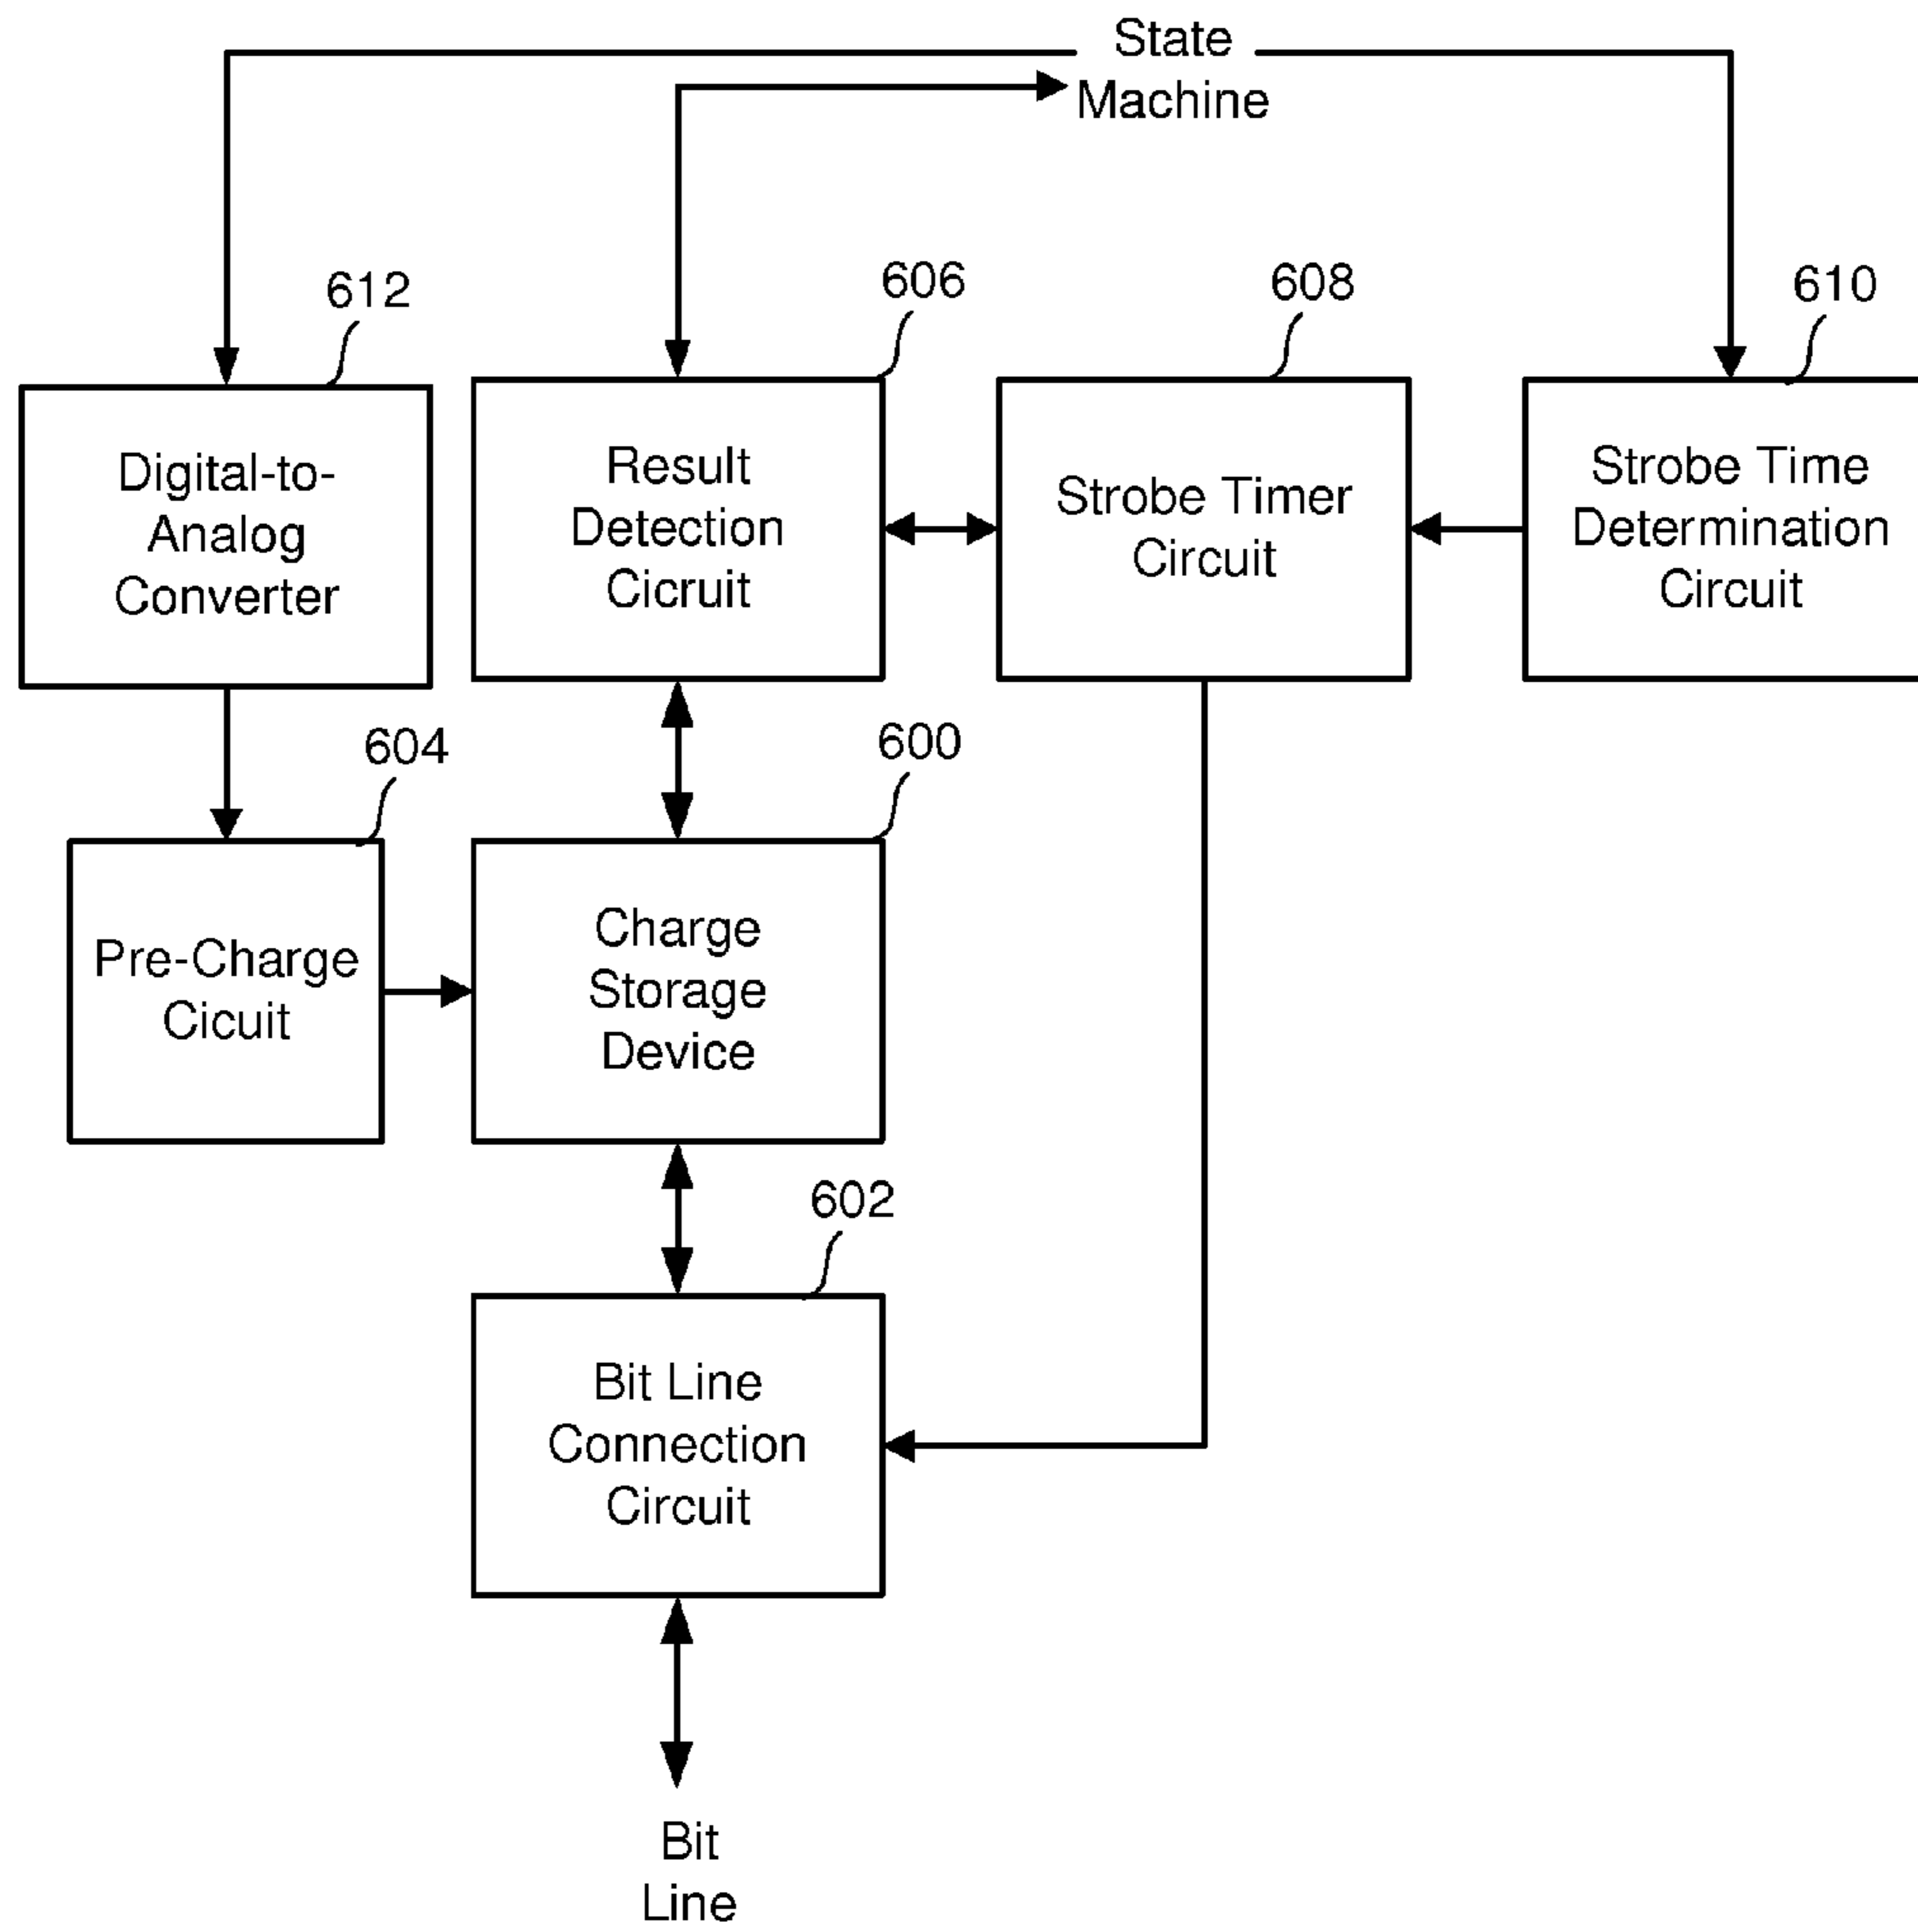 State
Machine
612
606
608
610
Digital-to-
Analog
Converter
Result
Detection
Cicruit
Strobe Timer
Circuit
Strobe Time
Determination
Circuit
604
600
Pre-Charge
Cicuit
Charge
Storage
Device
602
Bit Line
Connection
Circuit
Bit
Line